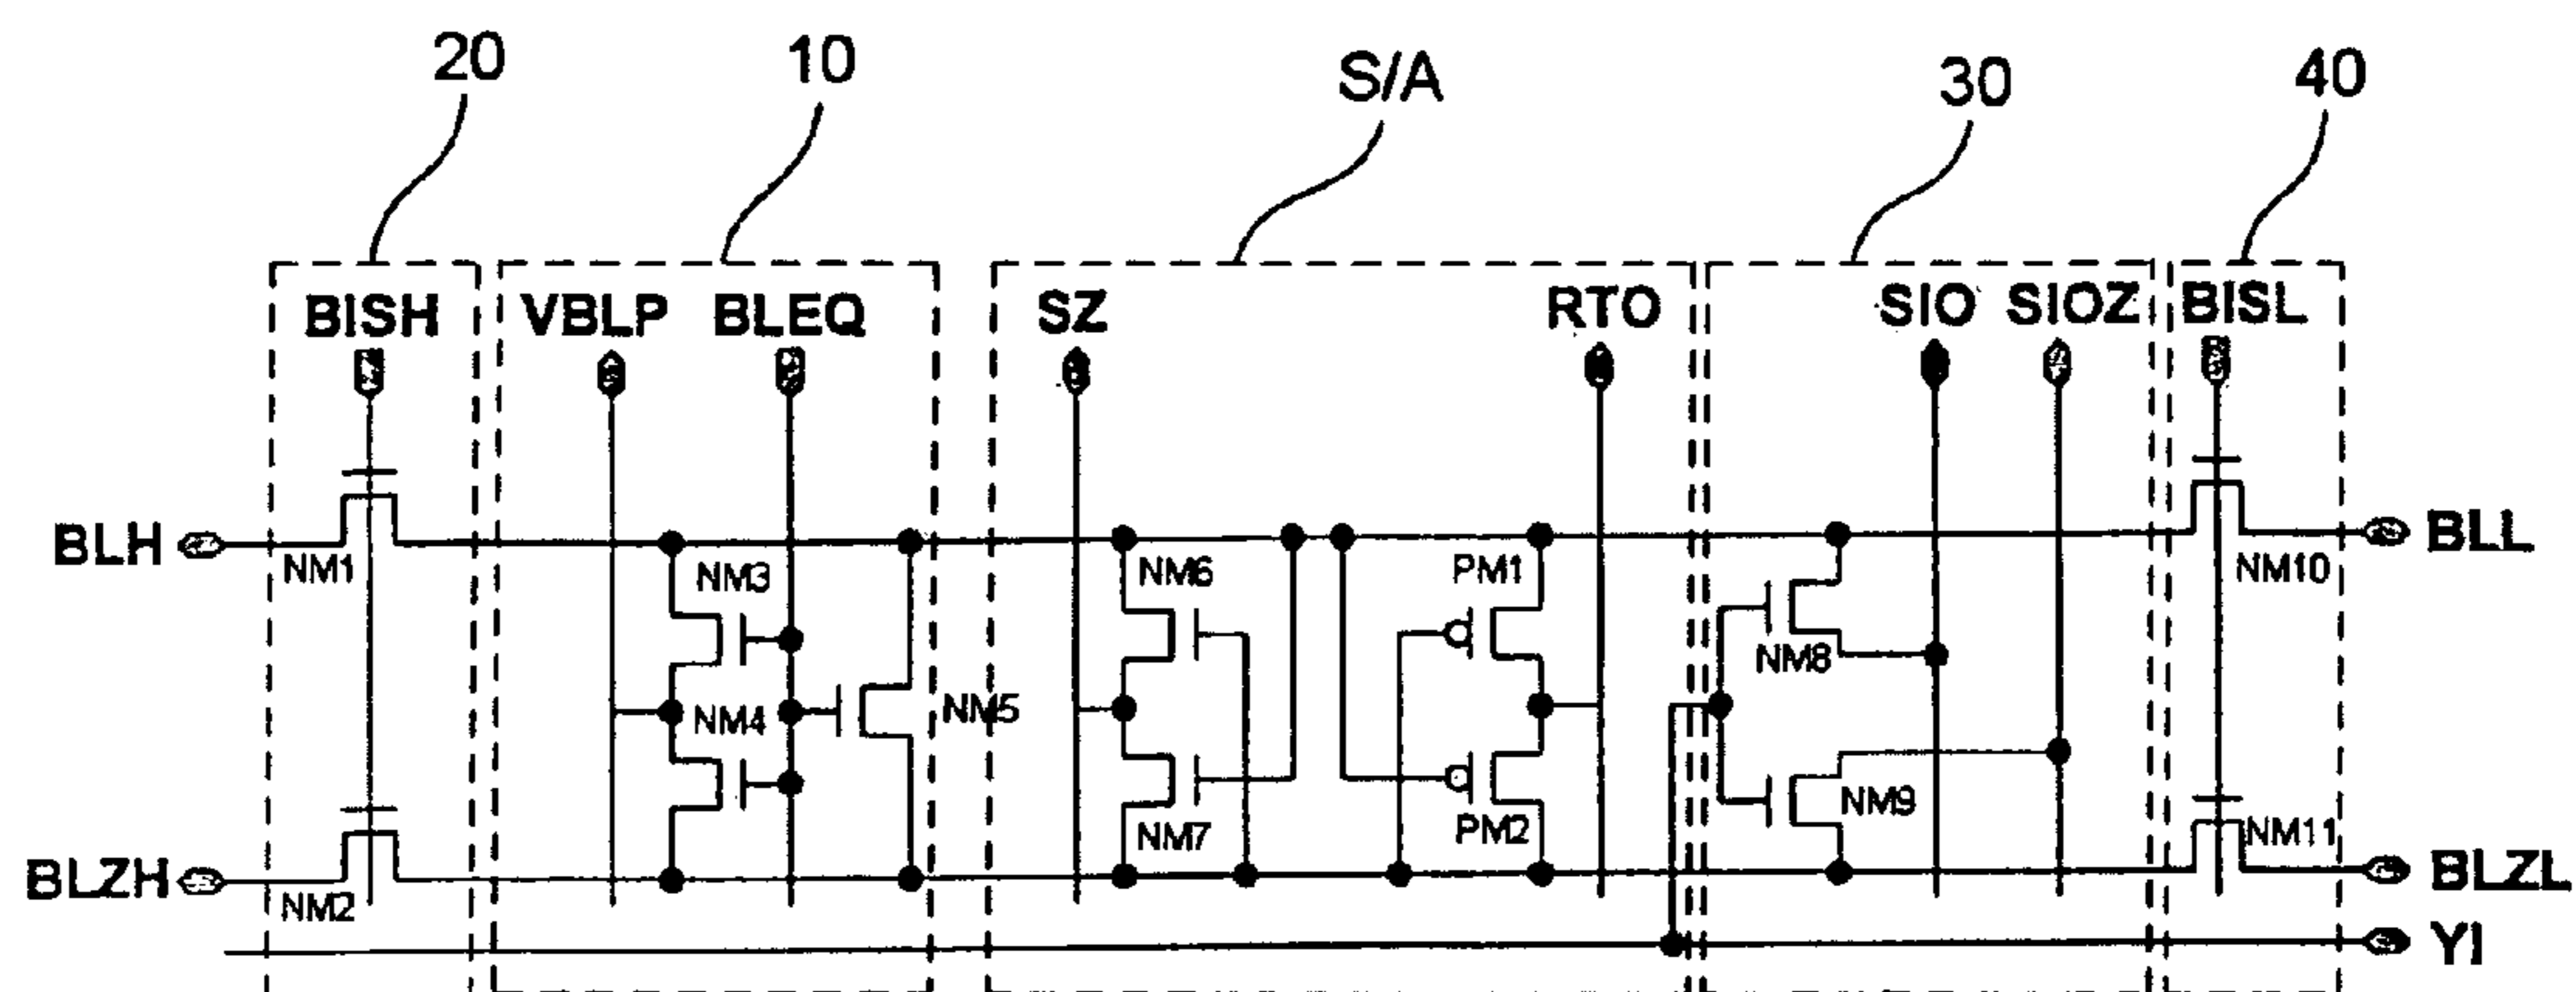 20 10 S/A 30 40
BISH VBLP BLEQ SZ RTO SIO SIOZ BISL
BLH NM1 NM3 NM6 PM1 NM8 NM10 BLL
NM4 NM5
NM7 PM2 NM9 NM11
BLZH NM2 BLZL
YI